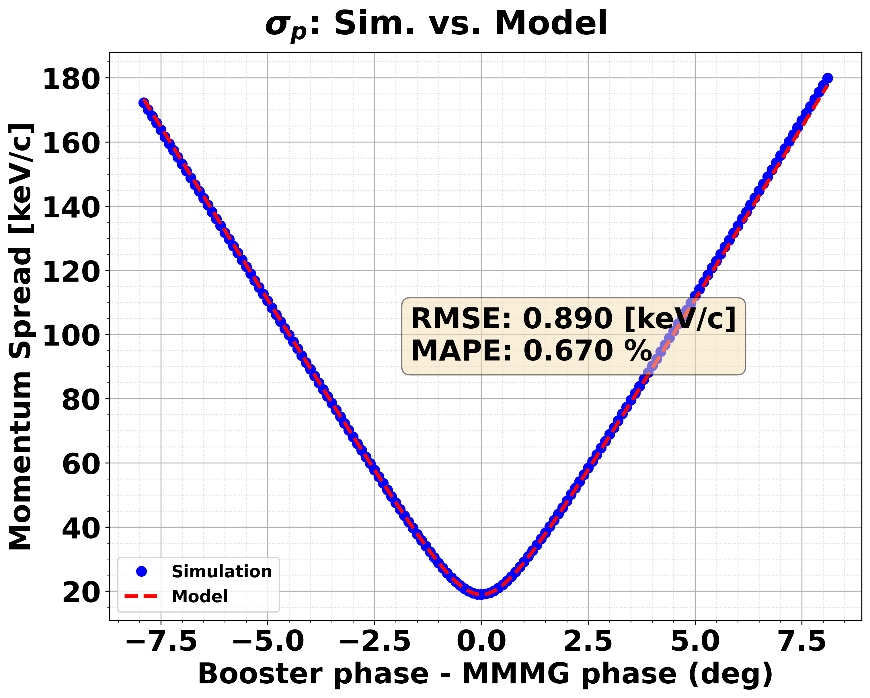 σp: Sim. vs. Model
Momentum Spread [keV/c]
180
160
140
120
100
80
60
40
20
RMSE: 0.890 [keV/c]
MAPE: 0.670 %
Simulation
Model
−7.5 −5.0 −2.5 0.0 2.5 5.0 7.5
Booster phase - MMMG phase (deg)